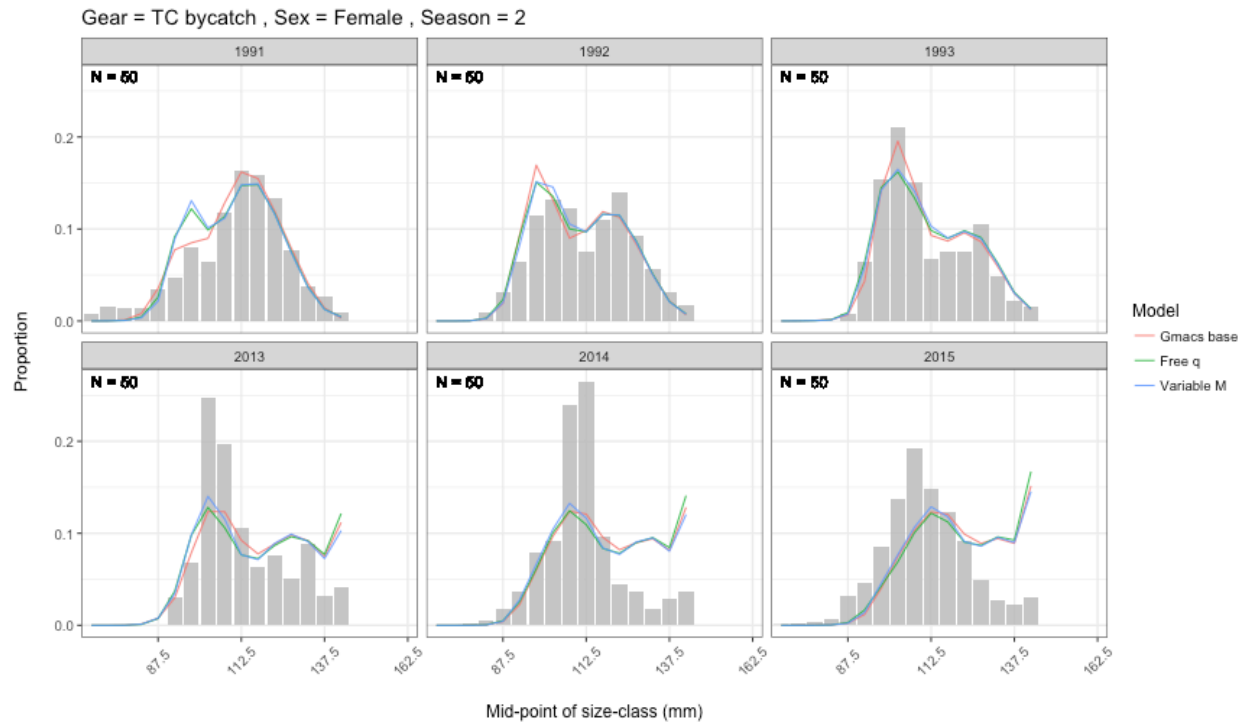 Gear = TC bycatch , Sex = Female , Season = 2
1991
1992
1993
N = 50
N = 50
N = 50
0.2
0.1
0.0
2013
2014
2015
N = 50
N = 50
N = 50
0.2
0.1
0.0
87.5
112.5
137.5
162.5
87.5
112.5
137.5
162.5
87.5
112.5
137.5
162.5
Mid-point of size-class (mm)
Proportion
Model
Gmacs base
Free q
Variable M